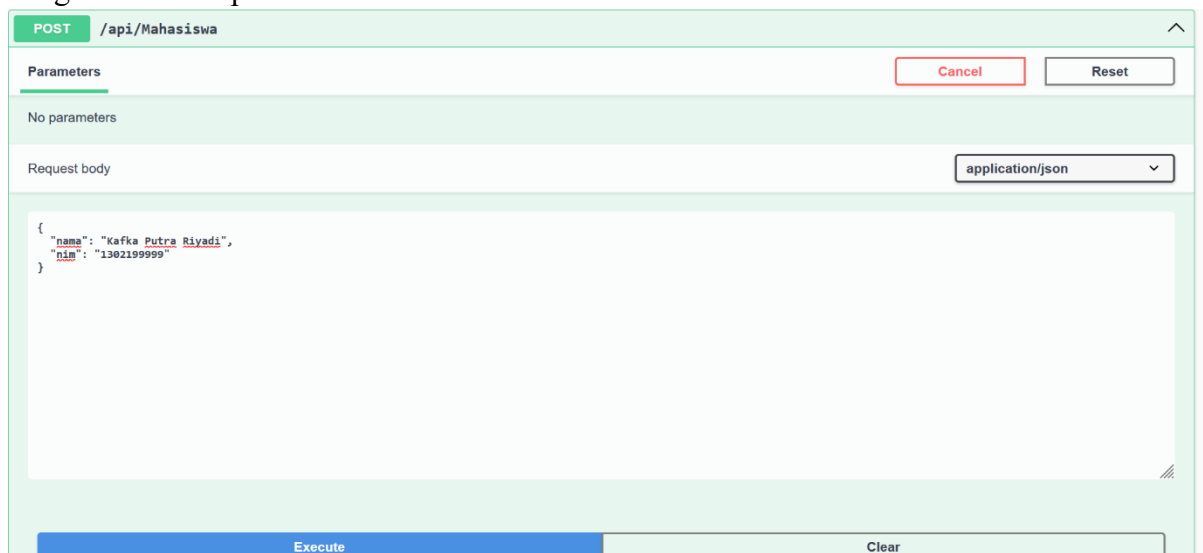 POST /api/Mahasiswa
Parameters
Cancel
Reset
No parameters
Request body
application/json
{
"nama": "Kafka Putra Riyadi",
"nim": "1302199999"
}
Execute
Clear